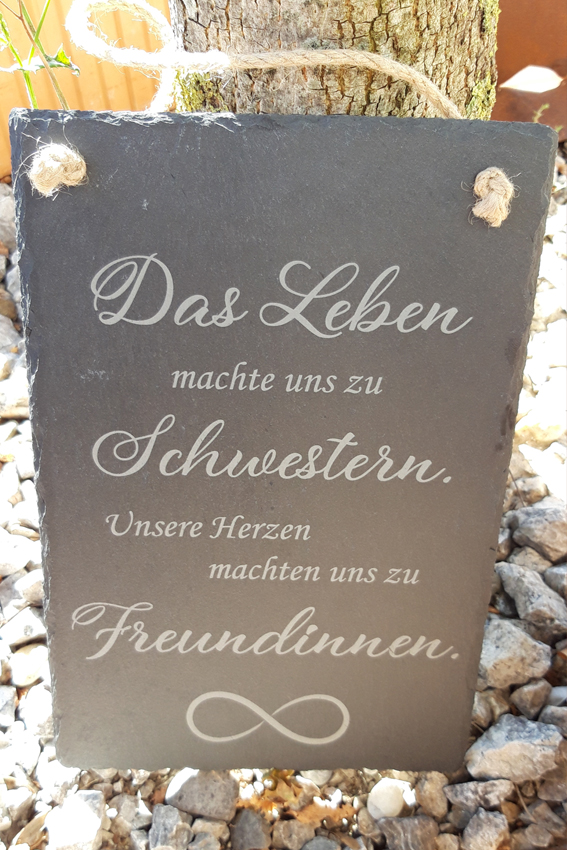 Das Leben
machte uns zu
Schwestern.
Unsere Herzen
machten uns zu
Freundinnen.